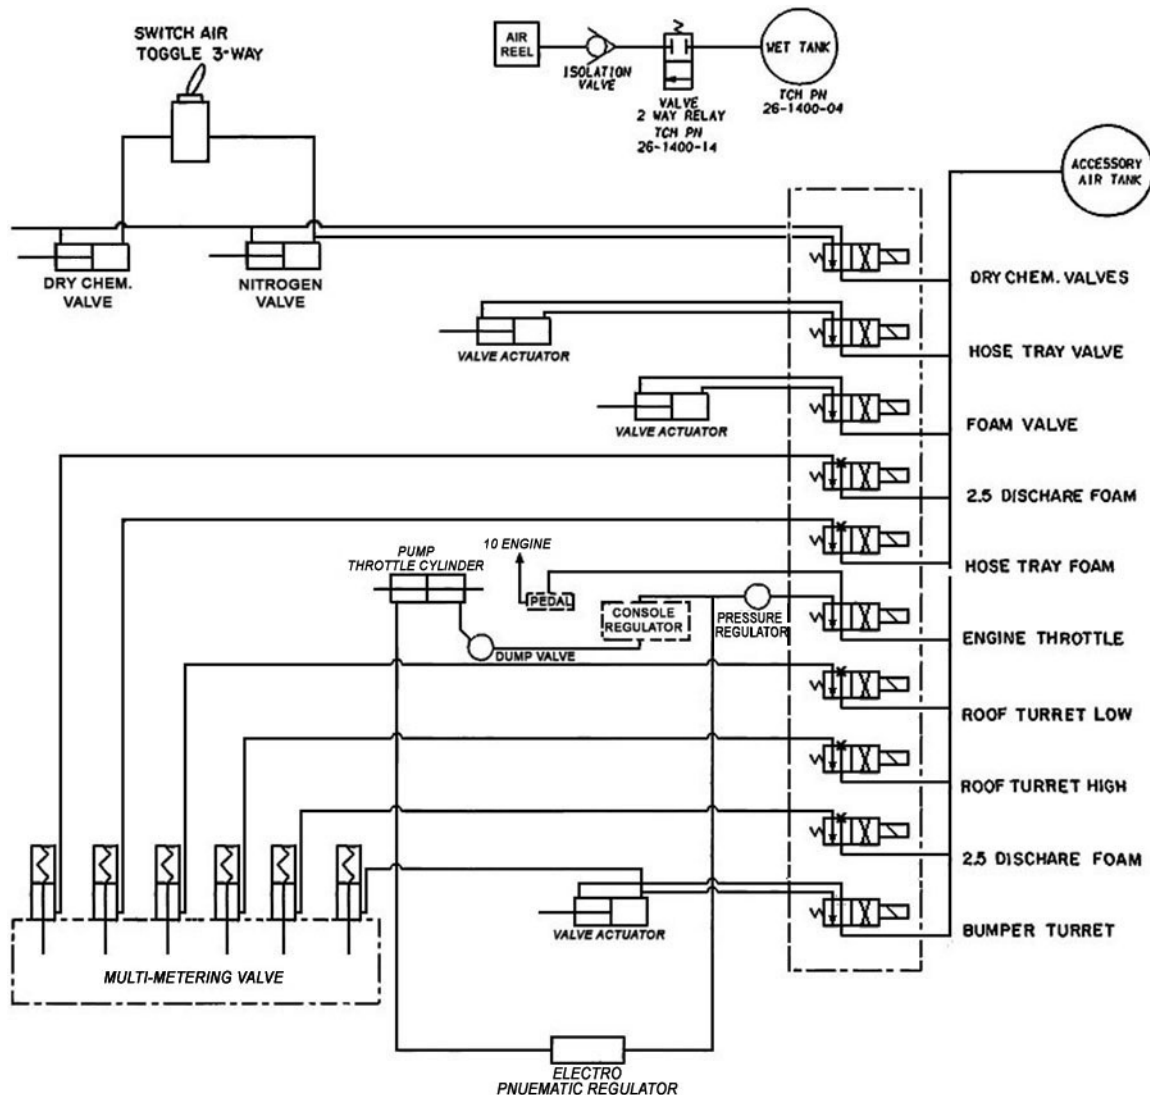 SWITCH AIR
TOGGLE 3-WAY
AIR
REEL
ISOLATION
VALVE
VALVE
2 WAY RELAY
TCH PN
26-1400-14
WET TANK
TCH PN
26-1400-04
ACCESSORY
AIR TANK
DRY CHEM.
VALVE
NITROGEN
VALVE
DRY CHEM. VALVES
VALVE ACTUATOR
HOSE TRAY VALVE
VALVE ACTUATOR
FOAM VALVE
2.5 DISCHARE FOAM
HOSE TRAY FOAM
PUMP
THROTTLE CYLINDER
10 ENGINE
PEDAL
CONSOLE
REGULATOR
PRESSURE
REGULATOR
DUMP VALVE
ENGINE THROTTLE
ROOF TURRET LOW
ROOF TURRET HIGH
2.5 DISCHARE FOAM
VALVE ACTUATOR
BUMPER TURRET
MULTI-METERING VALVE
ELECTRO
PNUEMATIC REGULATOR